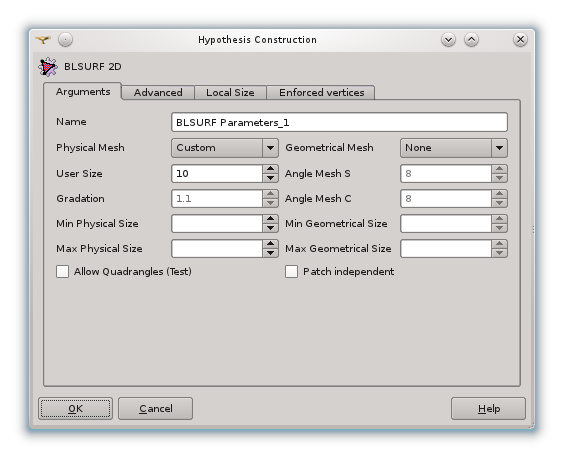 Hypothesis Construction
BLSURF 2D
Arguments Advanced Local Size Enforced vertices
Name BLSURF Parameters_1
Physical Mesh Custom Geometrical Mesh None
User Size 10 Angle Mesh S 8
Gradation 1.1 Angle Mesh C 8
Min Physical Size Min Geometrical Size
Max Physical Size Max Geometrical Size
Allow Quadrangles (Test) Patch independent
OK Cancel Help